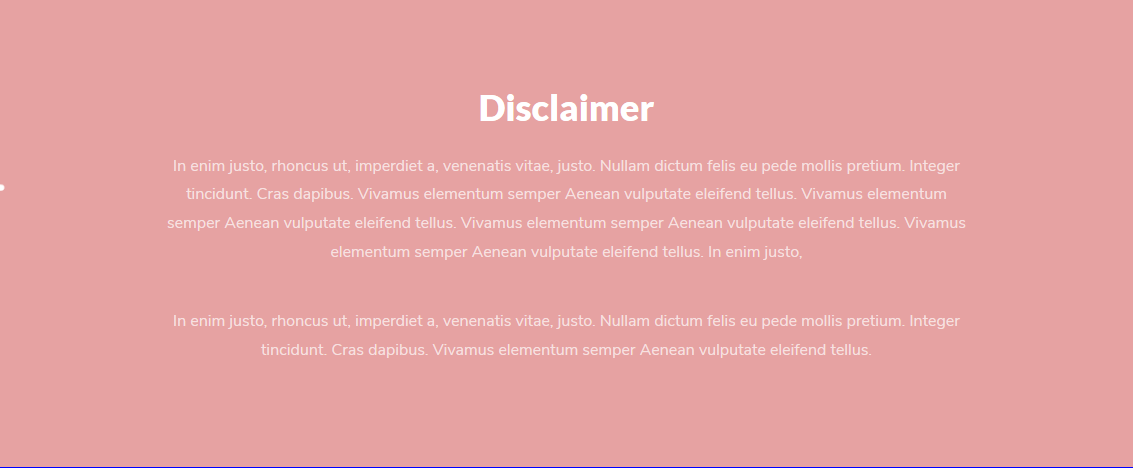 Disclaimer
In enim justo, rhoncus ut, imperdiet a, venenatis vitae, justo. Nullam dictum felis eu pede mollis pretium. Integer
tincidunt. Cras dapibus. Vivamus elementum semper Aenean vulputate eleifend tellus. Vivamus elementum
semper Aenean vulputate eleifend tellus. Vivamus elementum semper Aenean vulputate eleifend tellus. Vivamus
elementum semper Aenean vulputate eleifend tellus. In enim justo,
In enim justo, rhoncus ut, imperdiet a, venenatis vitae, justo. Nullam dictum felis eu pede mollis pretium. Integer
tincidunt. Cras dapibus. Vivamus elementum semper Aenean vulputate eleifend tellus.